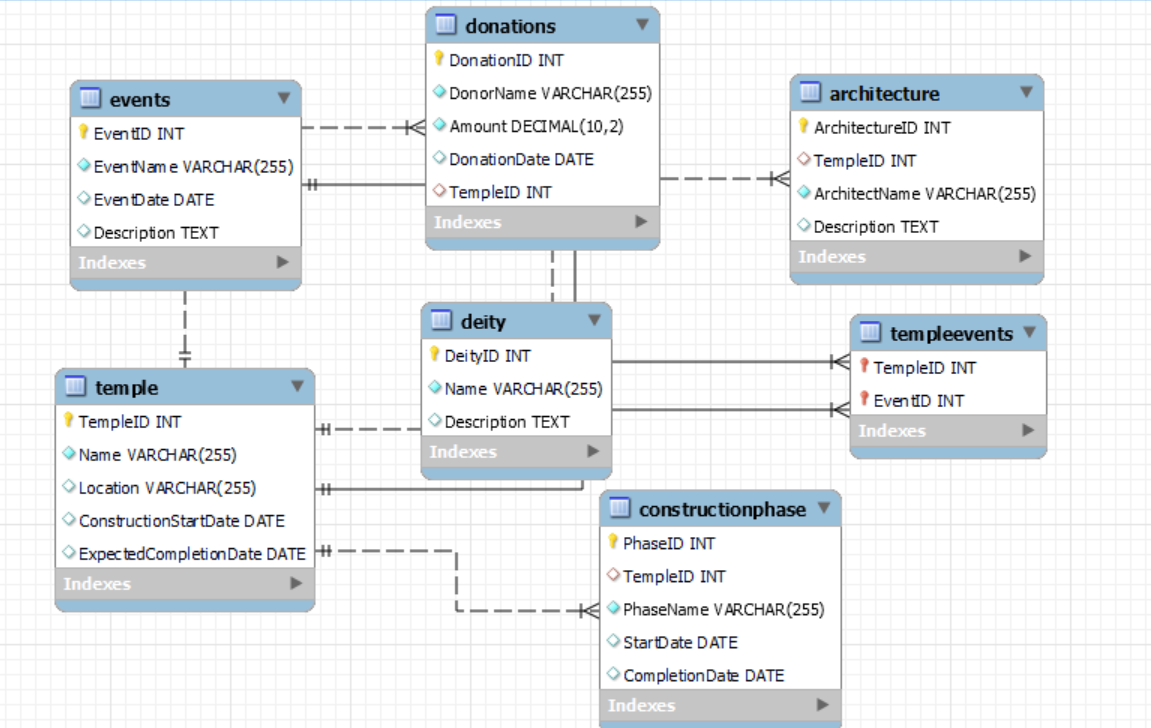 donations
DonationID INT
DonorName VARCHAR(255)
Amount DECIMAL(10,2)
DonationDate DATE
TempleID INT
Indexes
events
EventID INT
EventName VARCHAR(255)
EventDate DATE
Description TEXT
Indexes
architecture
ArchitectureID INT
TempleID INT
ArchitectName VARCHAR(255)
Description TEXT
Indexes
deity
DeityID INT
Name VARCHAR(255)
Description TEXT
Indexes
templeevents
TempleID INT
EventID INT
Indexes
temple
TempleID INT
Name VARCHAR(255)
Location VARCHAR(255)
ConstructionStartDate DATE
ExpectedCompletionDate DATE
Indexes
constructionphase
PhaseID INT
TempleID INT
PhaseName VARCHAR(255)
StartDate DATE
CompletionDate DATE
Indexes